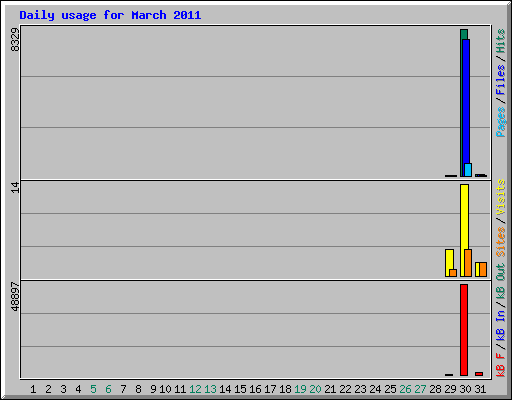 Daily usage for March 2011
8329
Pages / Files / Hits
14
Sites / Visits
48897
kB F / kB In / kB Out
1 2 3 4 5 6 7 8 9 10 11 12 13 14 15 16 17 18 19 20 21 22 23 24 25 26 27 28 29 30 31